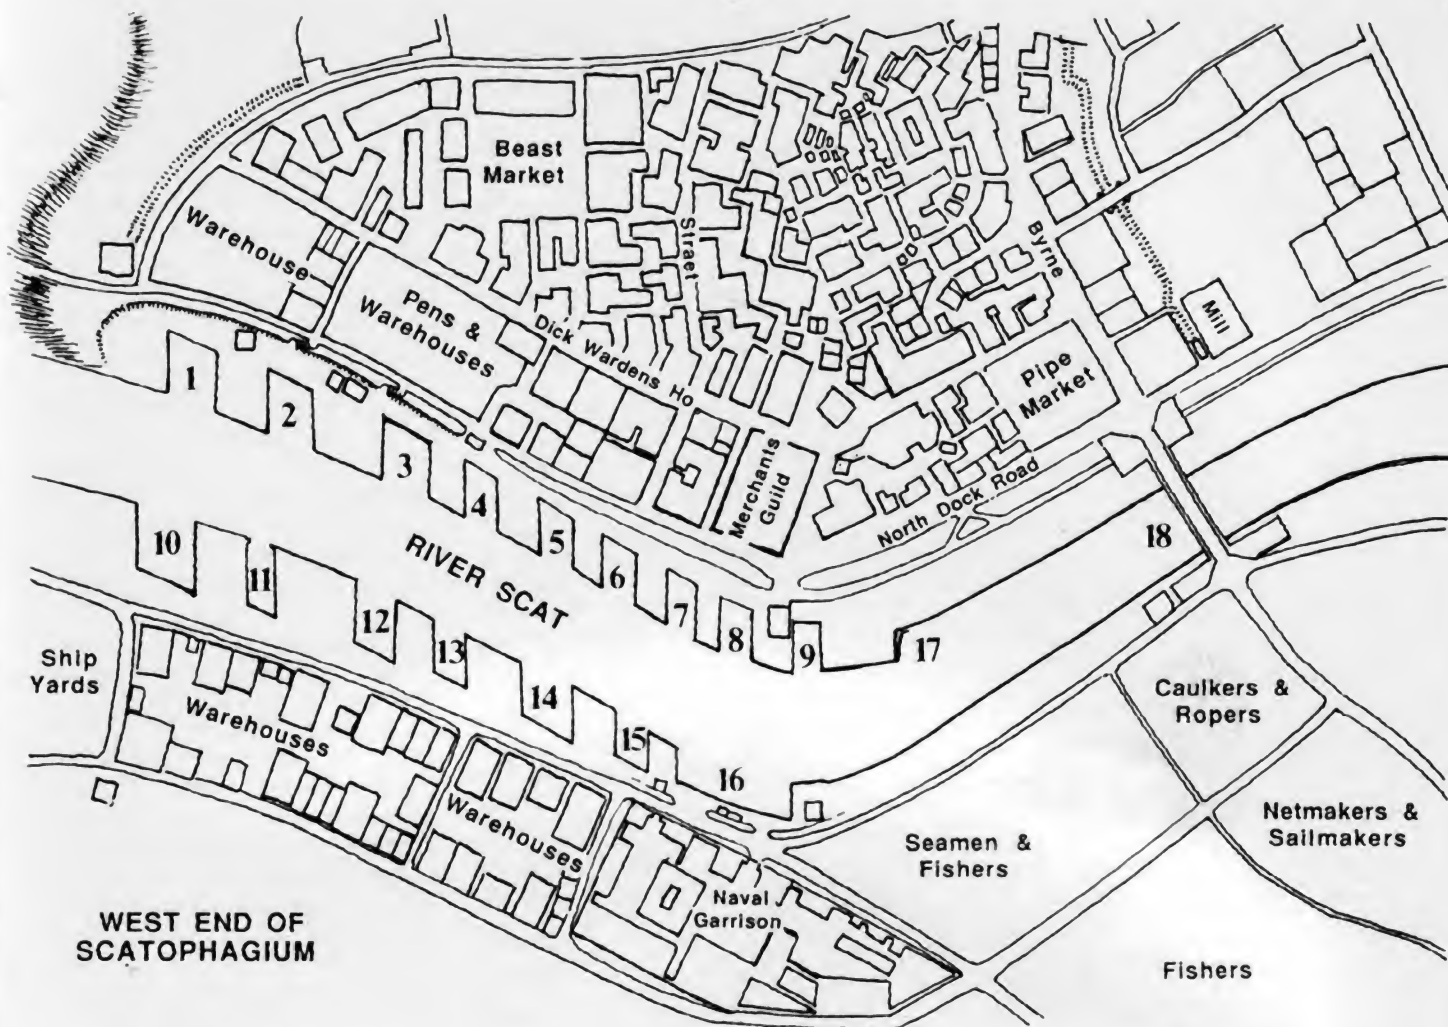 Beast
Market
Warehouse
Straet
Byrne
Pens &
Warehouses
Dick Wardens Ho
Mill
Pipe
Market
Merchants
Guild
North Dock Road
1
2
3
4
5
6
7
8
9
10
11
12
13
14
15
16
17
18
RIVER SCAT
Ship
Yards
Warehouses
Warehouses
Caulkers &
Ropers
Seamen &
Fishers
Netmakers &
Sailmakers
Naval
Garrison
Fishers
WEST END OF
SCATOPHAGIUM